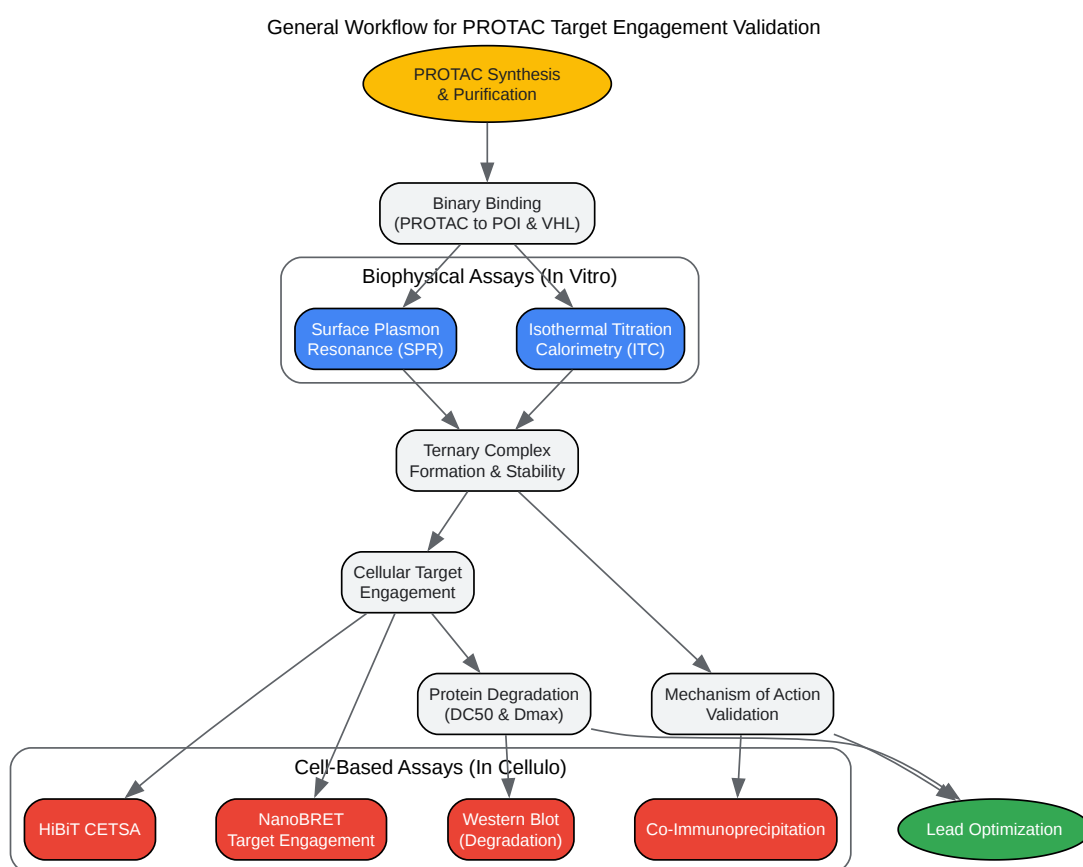 General Workflow for PROTAC Target Engagement Validation
PROTAC Synthesis
& Purification
Binary Binding
(PROTAC to POI & VHL)
Biophysical Assays (In Vitro)
Surface Plasmon
Resonance (SPR)
Isothermal Titration
Calorimetry (ITC)
Ternary Complex
Formation & Stability
Cellular Target
Engagement
Protein Degradation
(DC50 & Dmax)
Mechanism of Action
Validation
Cell-Based Assays (In Cellulo)
HiBiT CETSA
NanoBRET
Target Engagement
Western Blot
(Degradation)
Co-Immunoprecipitation
Lead Optimization